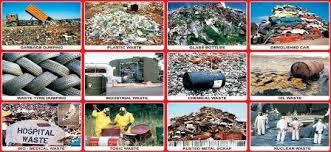 GARBAGE DUMPING
PLASTIC WASTE
GLASS BOTTLES
DEMOLISHED CAR
WASTE TYRE DUMPING
INDUSTRIAL WASTE
CHEMICAL WASTE
OIL WASTE
HOSPITAL
WASTE
BIO - MEDICAL WASTE
TOXIC WASTE
RUSTED METAL SCRAP
NUCLEAR WASTE